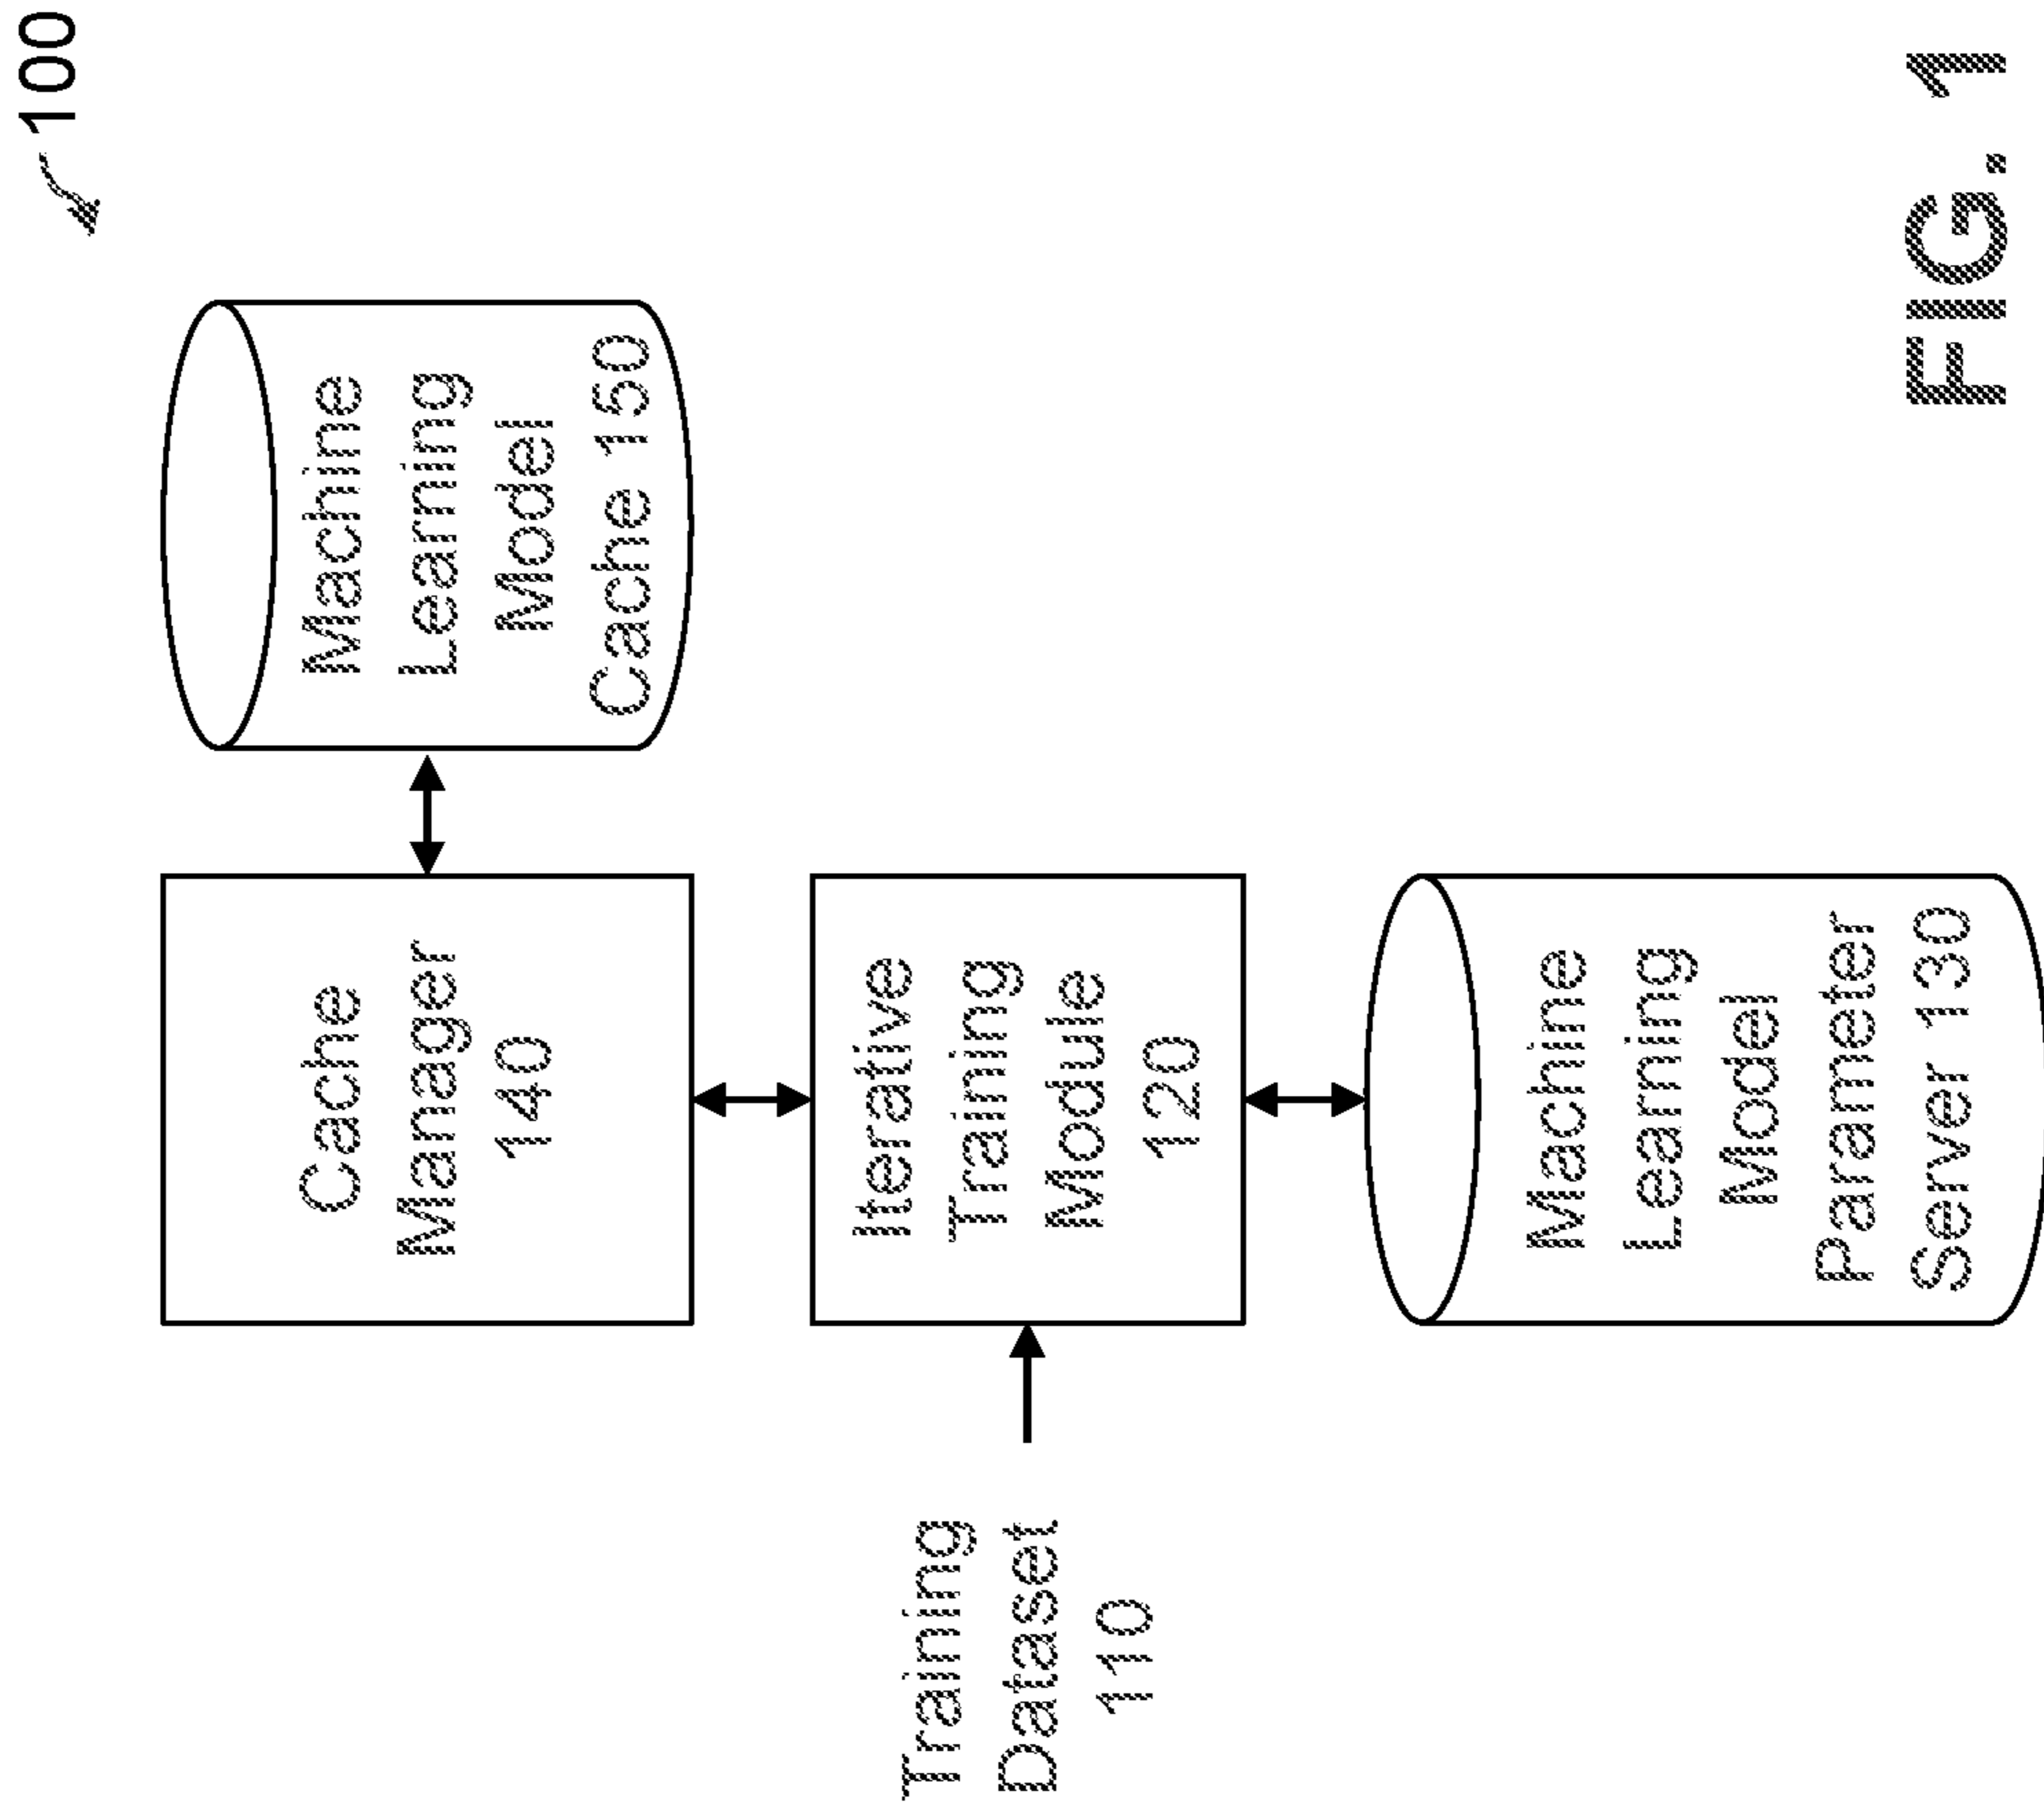 100
Cache
Manager
140
Machine
Learning
Model
Cache 150
Training
Dataset
110
Iterative
Training
Module
120
Machine
Learning
Model
Parameter
Server 130
FIG. 1